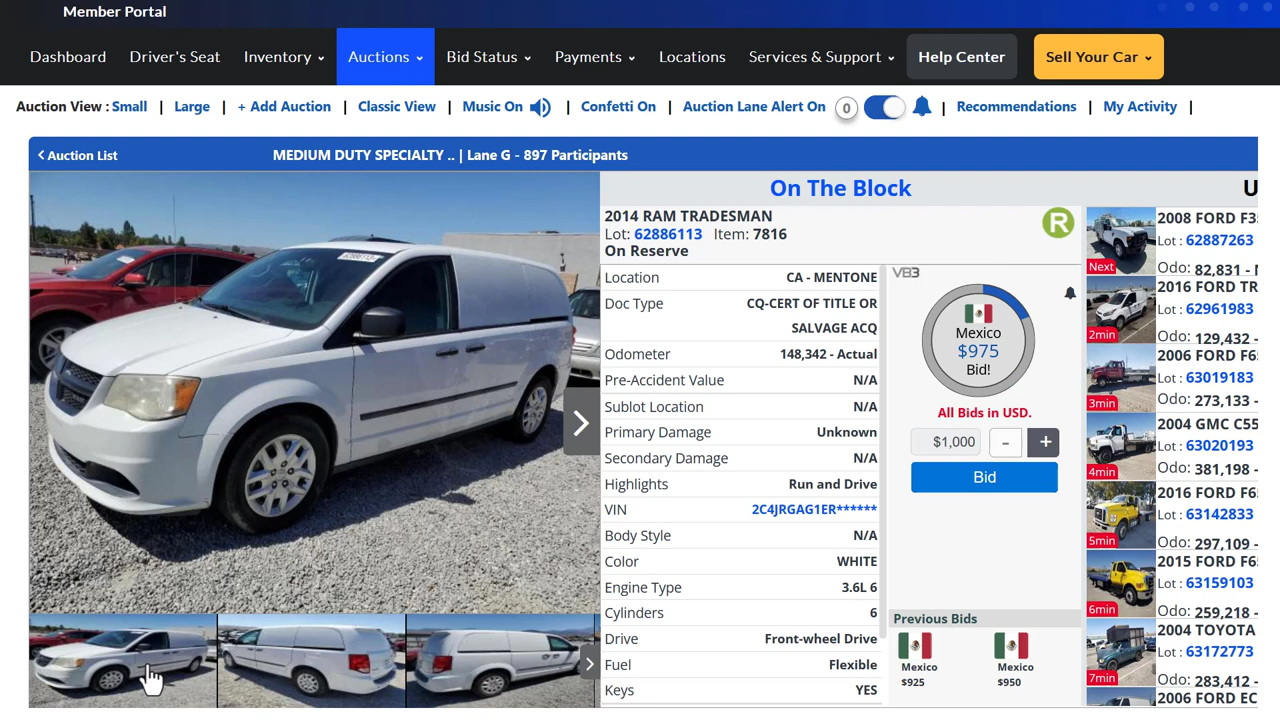 Member Portal
Dashboard Driver's Seat Inventory Auctions Bid Status Payments Locations Services & Support Help Center Sell Your Car
Auction View : Small | Large | + Add Auction | Classic View | Music On | Confetti On | Auction Lane Alert On 0 | Recommendations | My Activity |
Auction List MEDIUM DUTY SPECIALTY .. | Lane G - 897 Participants
On The Block U
2014 RAM TRADESMAN
Lot: 62886113 Item: 7816
On Reserve
R
Location CA - MENTONE
Doc Type CQ-CERT OF TITLE OR
SALVAGE ACQ
Odometer 148,342 - Actual
Pre-Accident Value N/A
Sublot Location N/A
Primary Damage Unknown
Secondary Damage N/A
Highlights Run and Drive
VIN 2C4JRGAG1ER******
Body Style N/A
Color WHITE
Engine Type 3.6L 6
Cylinders 6
Drive Front-wheel Drive
Fuel Flexible
Keys YES
VB3
Mexico
$975
Bid!
All Bids in USD.
$1,000 - +
Bid
Previous Bids
Mexico Mexico
$925 $950
2008 FORD F35
Lot : 62887263
Next Odo: 82,831 -
2016 FORD TR
Lot : 62961983
2min Odo: 129,432 -
2006 FORD F65
Lot : 63019183
3min Odo: 273,133 -
2004 GMC C55
Lot : 63020193
4min Odo: 381,198 -
2016 FORD F65
Lot : 63142833
5min Odo: 297,109 -
2015 FORD F65
Lot : 63159103
6min Odo: 259,218 -
2004 TOYOTA
Lot : 63172773
7min Odo: 283,412 -
2006 FORD EC